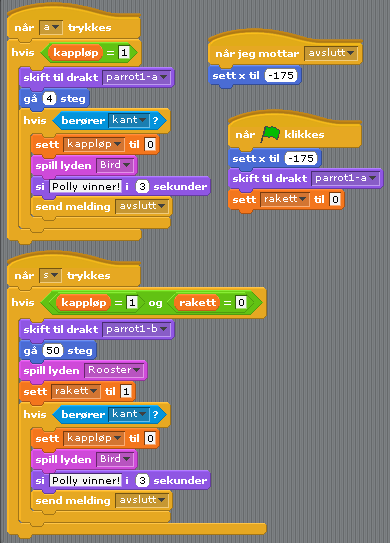 når a trykkes
hvis kappløp = 1
skift til drakt parrot1-a
gå 4 steg
hvis berører kant ?
sett kappløp til 0
spill lyden Bird
si Polly vinner! i 3 sekunder
send melding avslutt
når s trykkes
hvis kappløp = 1 og rakett = 0
skift til drakt parrot1-b
gå 50 steg
spill lyden Rooster
sett rakett til 1
hvis berører kant ?
sett kappløp til 0
spill lyden Bird
si Polly vinner! i 3 sekunder
send melding avslutt
når jeg mottar avslutt
sett x til -175
når klikkes
sett x til -175
skift til drakt parrot1-a
sett rakett til 0